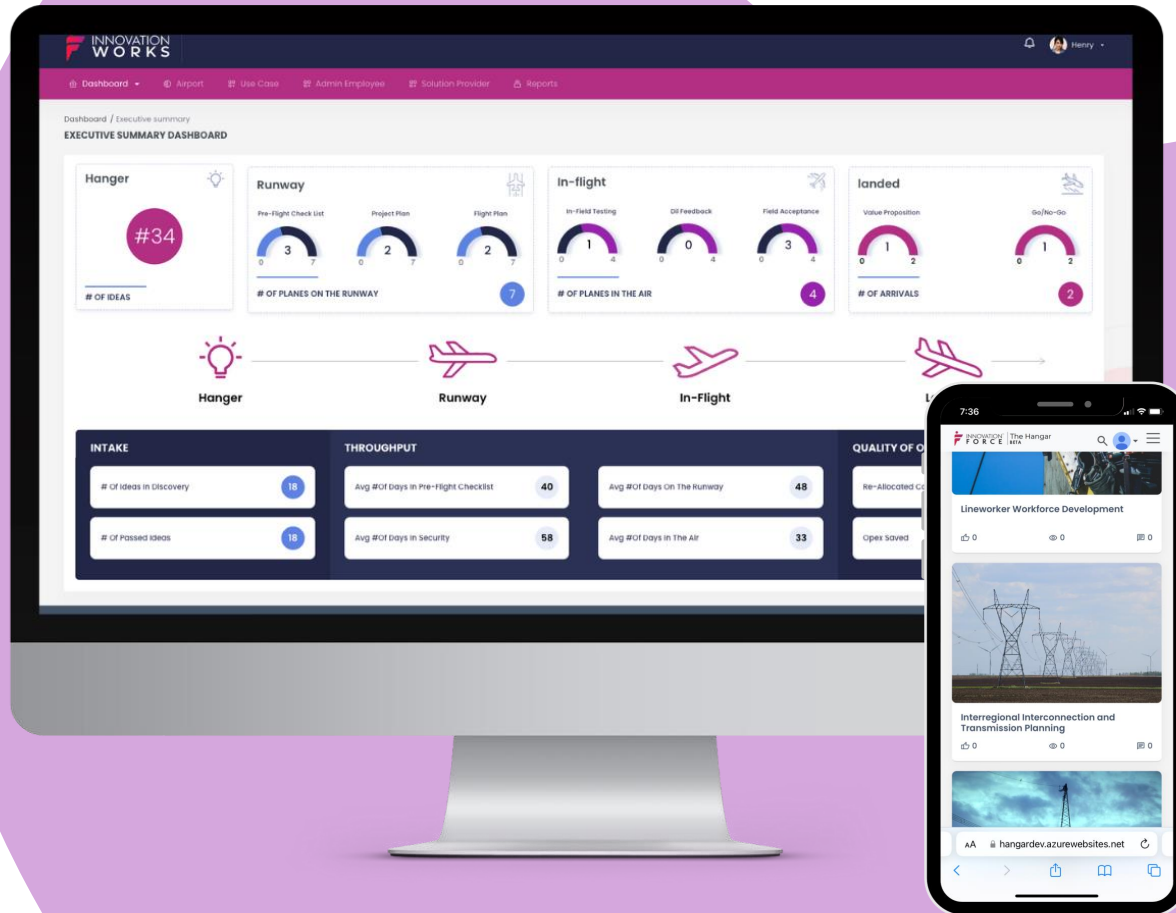 INNOVATION
WORKS
Henry
Dashboard
Airport
Use Case
Admin Employee
Solution Provider
Reports
Dashboard / Executive summary
EXECUTIVE SUMMARY DASHBOARD
Hanger
#34
# OF IDEAS
Runway
Pre-Flight Check List
Project Plan
Flight Plan
3
2
2
0 7
0 7
0 7
# OF PLANES ON THE RUNWAY
7
In-flight
In-Field Testing
Dil Feedback
Field Acceptance
1
0
3
0 4
0 4
0 4
# OF PLANES IN THE AIR
4
landed
Value Proposition
Go/No-Go
1
1
0 2
0 2
# OF ARRIVALS
2
Hanger
Runway
In-Flight
INTAKE
# Of Ideas in Discovery
18
# Of Passed Ideas
18
THROUGHPUT
Avg #Of Days in Pre-Flight Checklist
40
Avg #Of Days On The Runway
48
Avg #Of Days in Security
58
Avg #Of Days in The Air
33
QUALITY OF
Re-Allocated
Opex Saved
7:36
INNOVATION
FORCE
The Hangar
BETA
Lineworker Workforce Development
0 0 0
Interregional Interconnection and
Transmission Planning
0 0 0
AA hangardev.azurewebsites.net